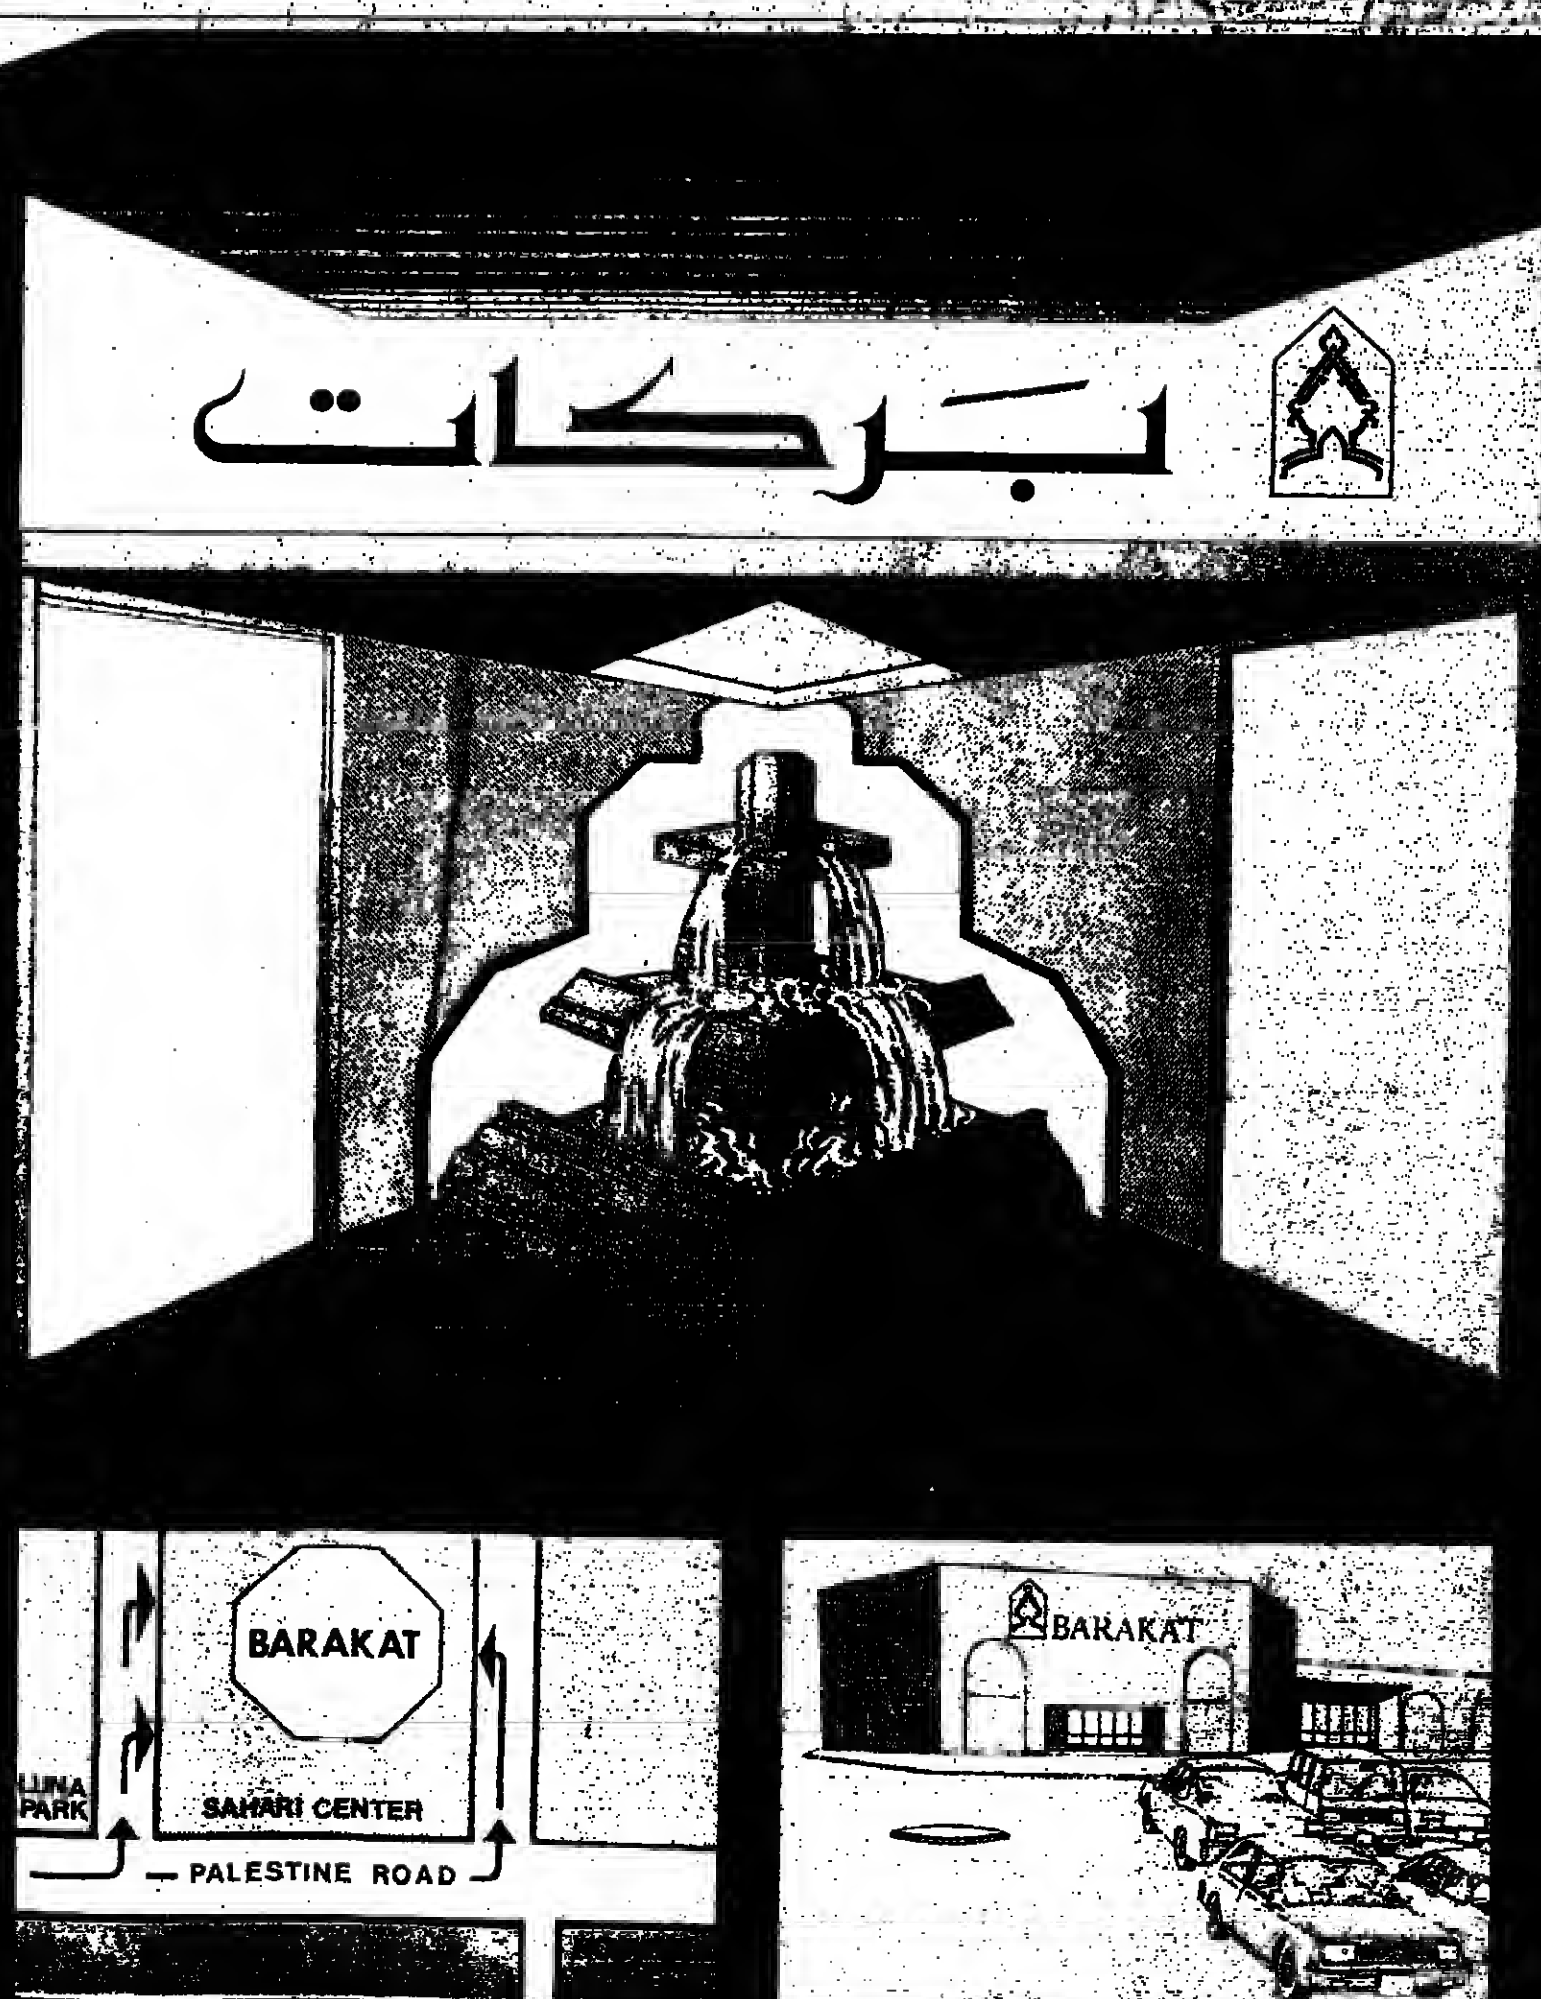 بَركات
BARAKAT
LUNA
PARK
SAHARI CENTER
PALESTINE ROAD
BARAKAT